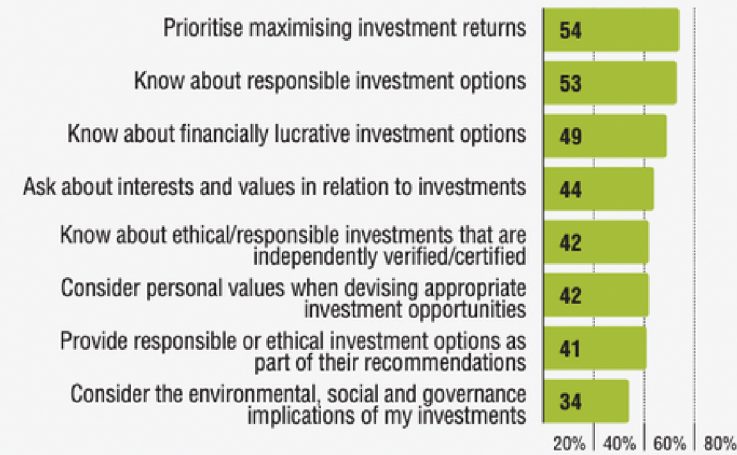 Prioritise maximising investment returns 54
Know about responsible investment options 53
Know about financially lucrative investment options 49
Ask about interests and values in relation to investments 44
Know about ethical/responsible investments that are
independently verified/certified 42
Consider personal values when devising appropriate
investment opportunities 42
Provide responsible or ethical investment options as
part of their recommendations 41
Consider the environmental, social and governance
implications of my investments 34
20% 40% 60% 80%